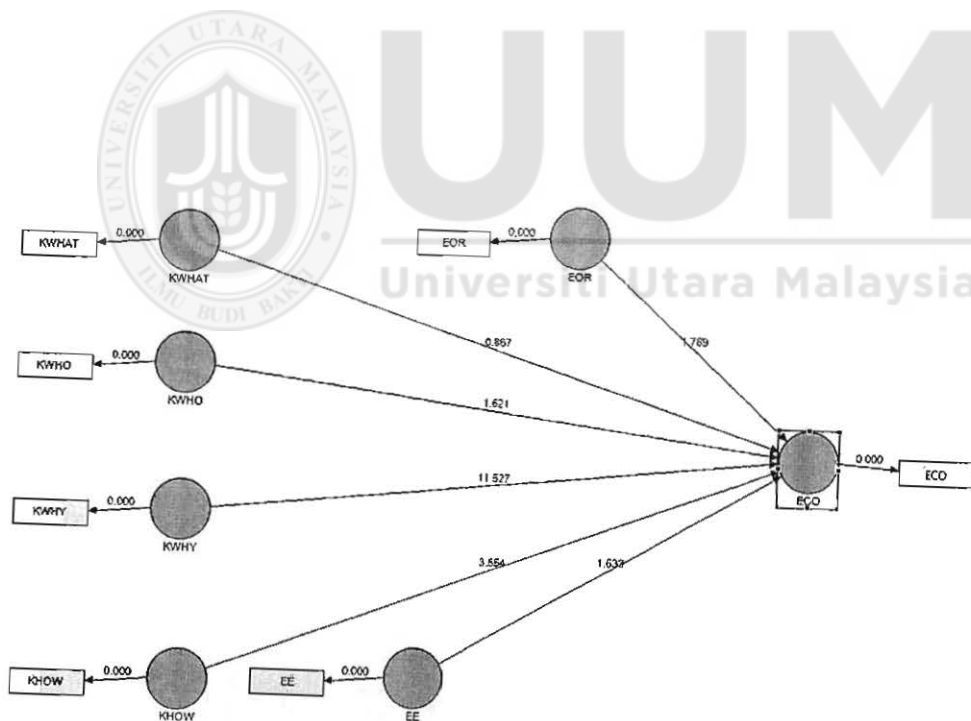 UNIVERSITI UTARA MALAYSIA
ILMU BUDI BAKTI
UUM
Universiti Utara Malaysia
KWHAT
0.000
KWHAT
EOR
0.000
EOR
0.867
1.769
KWHO
0.000
KWHO
1.621
KWHY
0.000
KWHY
11.527
ECO
0.000
ECO
3.554
1.633
KHOW
0.000
KHOW
EE
0.000
EE